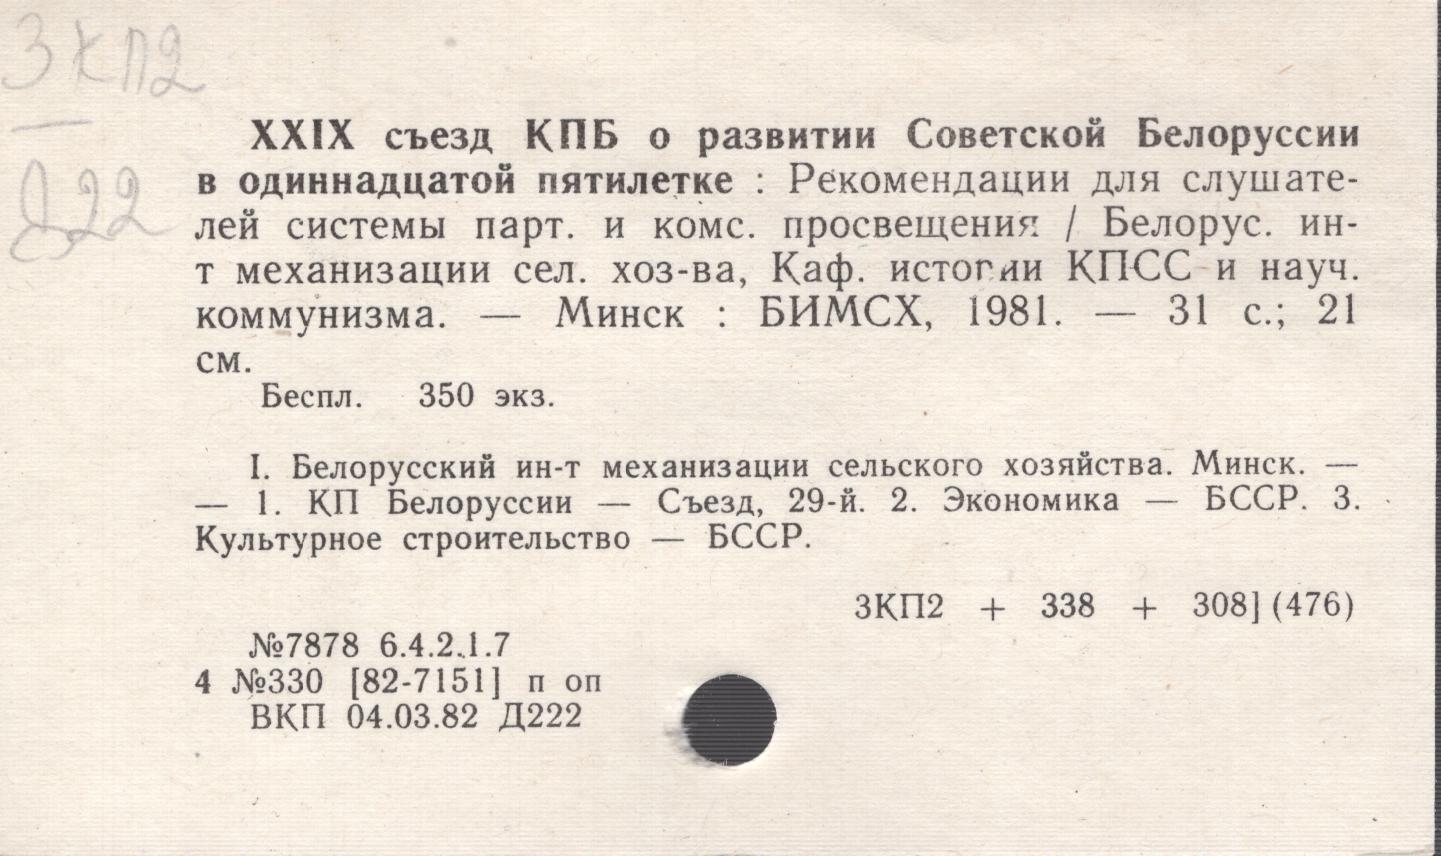 3КП2
Д22
XXIX съезд КПБ о развитии Советской Белоруссии
в одиннадцатой пятилетке : Рекомендации для слушате-
лей системы парт. и комс. просвещения / Белорус. ин-
т механизации сел. хоз-ва, Каф. истории КПСС и науч.
коммунизма. — Минск : БИМСХ, 1981. — 31 с.; 21
см.
Беспл. 350 экз.
I. Белорусский ин-т механизации сельского хозяйства. Минск. —
— 1. КП Белоруссии — Съезд, 29-й. 2. Экономика — БССР. 3.
Культурное строительство — БССР.
3КП2 + 338 + 308] (476)
№7878 6.4.2.1.7
4 №330 [82-7151] п оп
ВКП 04.03.82 Д222